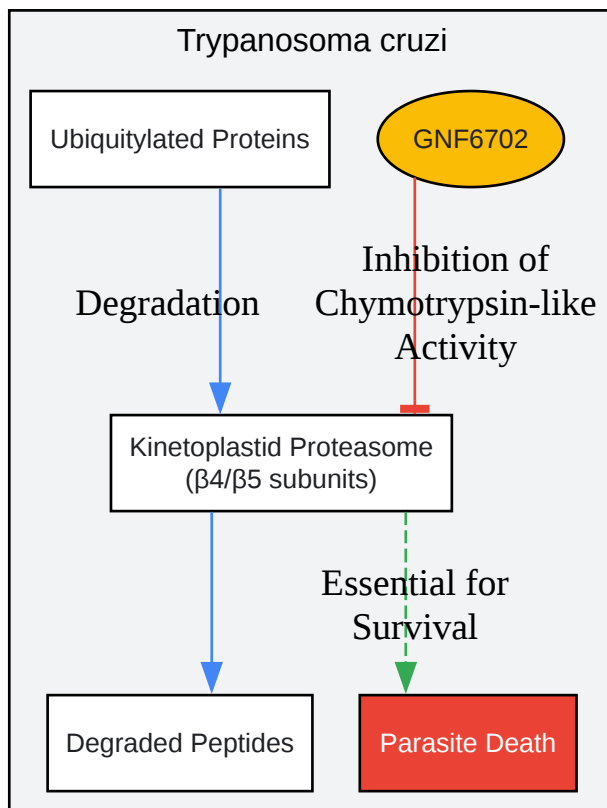 Trypanosoma cruzi
Ubiquitylated Proteins
GNF6702
Degradation
Inhibition of
Chymotrypsin-like
Activity
Kinetoplastid Proteasome
(β4/β5 subunits)
Essential for
Survival
Degraded Peptides
Parasite Death